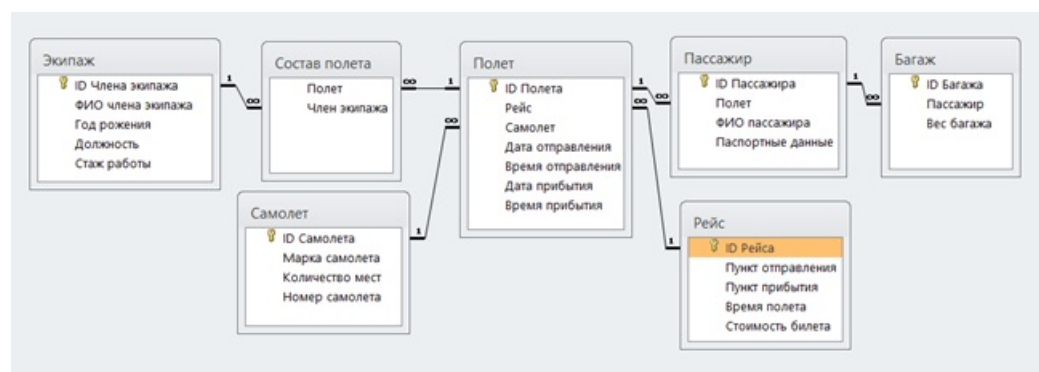 Экипаж
ID Члена экипажа
ФИО члена экипажа
Год рожения
Должность
Стаж работы
1
∞
Состав полета
Полет
Член экипажа
∞
1
Полет
ID Полета
Рейс
Самолет
Дата отправления
Время отправления
Дата прибытия
Время прибытия
∞
1
∞
∞
Пассажир
ID Пассажира
Полет
ФИО пассажира
Паспортные данные
1
∞
Багаж
ID Багажа
Пассажир
Вес багажа
Самолет
ID Самолета
Марка самолета
Количество мест
Номер самолета
1
1
Рейс
ID Рейса
Пункт отправления
Пункт прибытия
Время полета
Стоимость билета